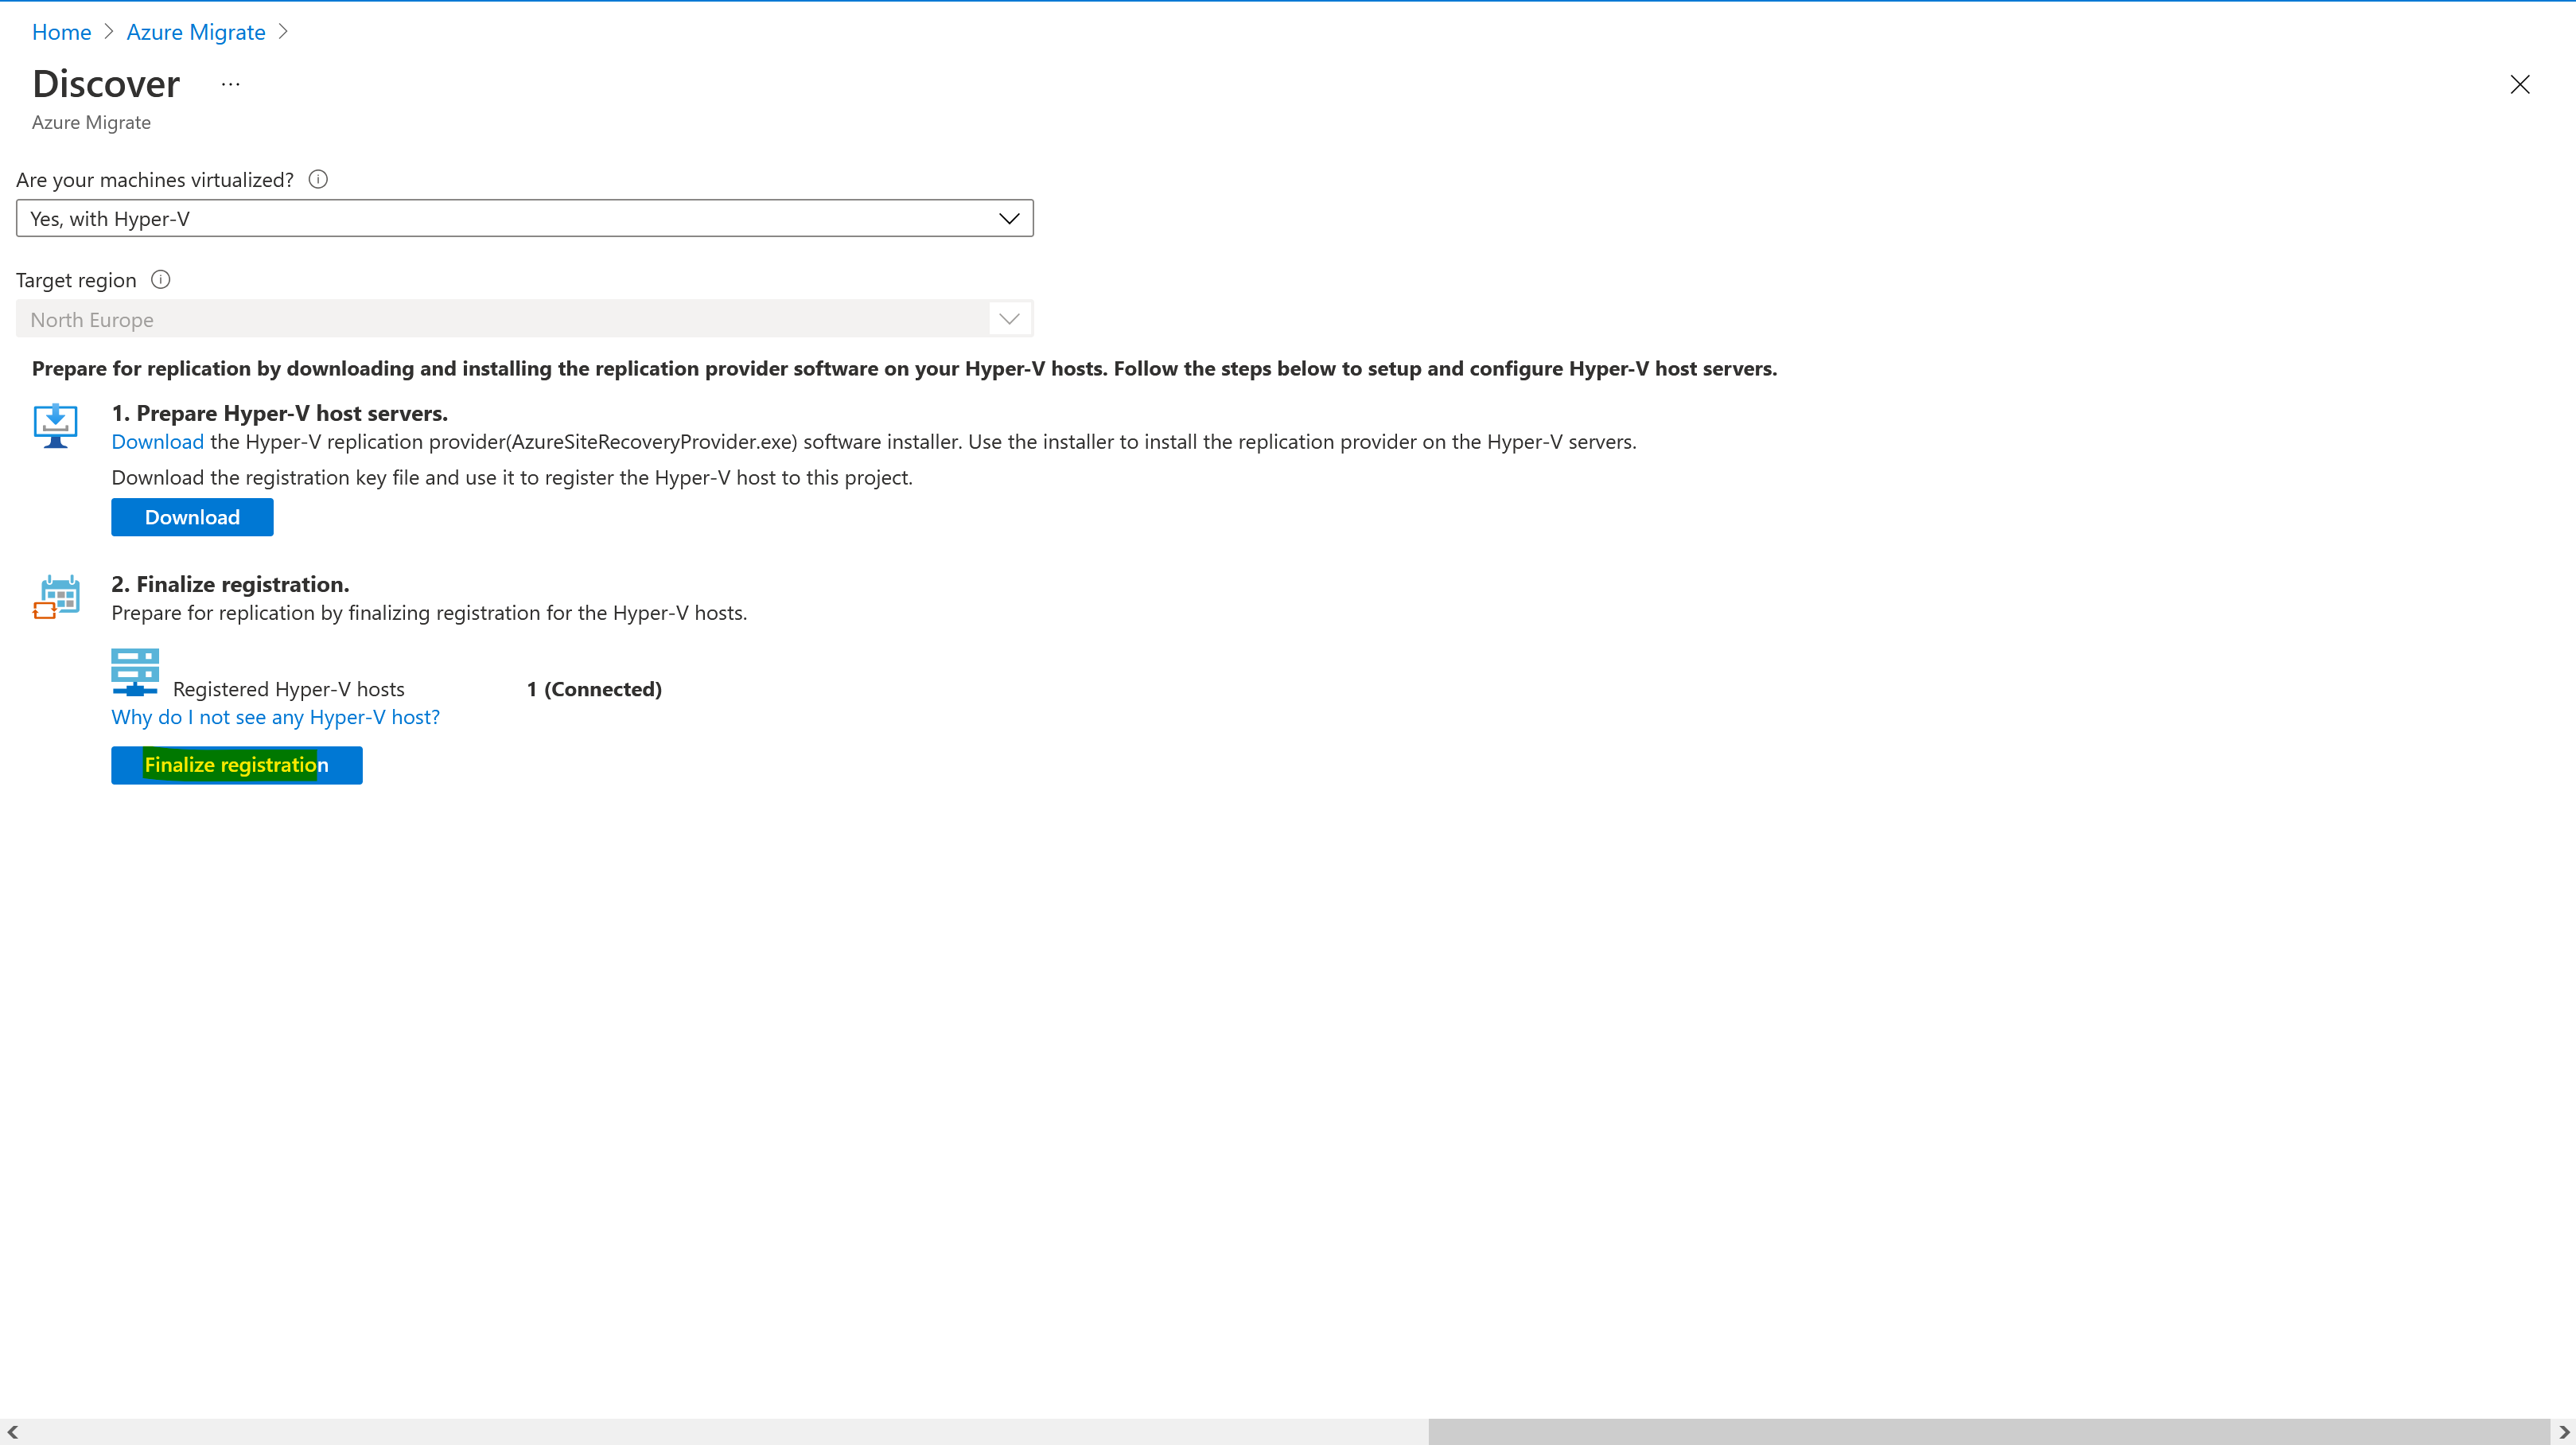 Home > Azure Migrate >
Discover ...
Azure Migrate
Are your machines virtualized?
Yes, with Hyper-V
Target region
North Europe
Prepare for replication by downloading and installing the replication provider software on your Hyper-V hosts. Follow the steps below to setup and configure Hyper-V host servers.
1. Prepare Hyper-V host servers.
Download the Hyper-V replication provider(AzureSiteRecoveryProvider.exe) software installer. Use the installer to install the replication provider on the Hyper-V servers.
Download the registration key file and use it to register the Hyper-V host to this project.
Download
2. Finalize registration.
Prepare for replication by finalizing registration for the Hyper-V hosts.
Registered Hyper-V hosts 1 (Connected)
Why do I not see any Hyper-V host?
Finalize registration